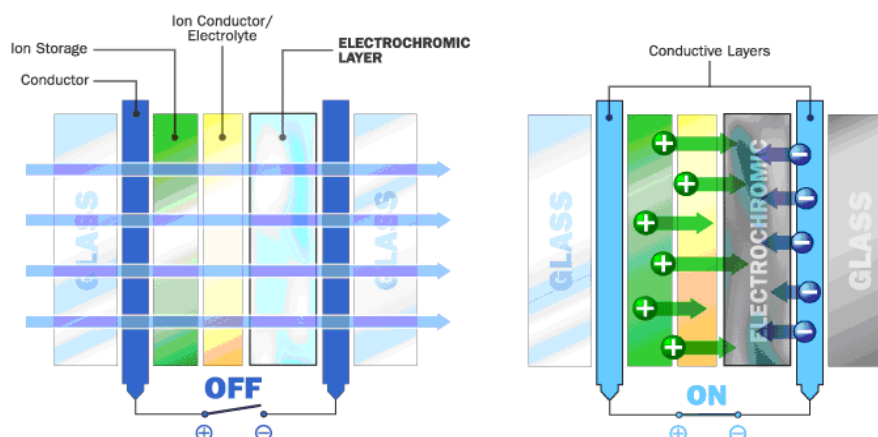 Ion Conductor/
Electrolyte
Ion Storage
ELECTROCHROMIC
LAYER
Conductor
GLASS
GLASS
OFF
+
−
Conductive Layers
GLASS
ELECTROCHROMIC
GLASS
+
+
+
+
+
+
−
−
−
−
−
−
ON
+
−